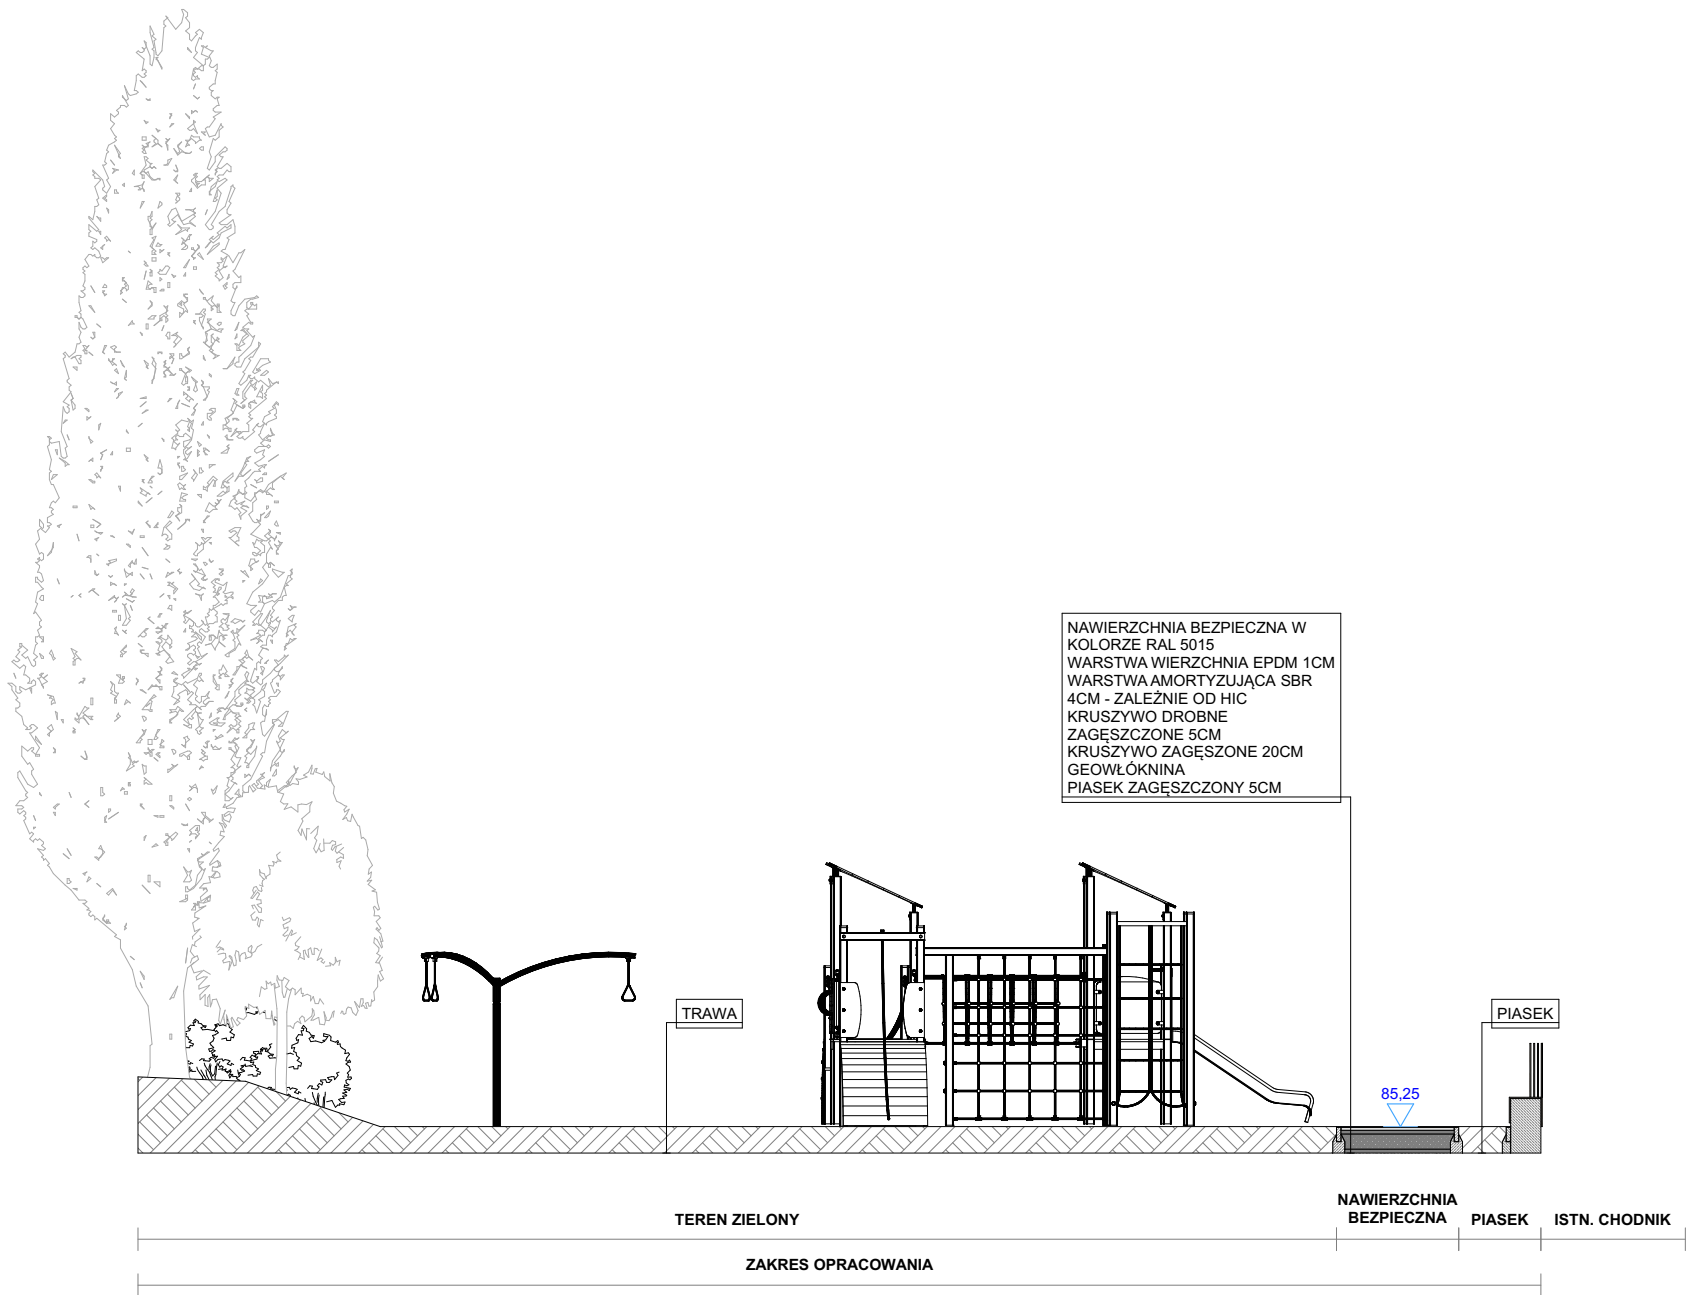 NAWIERZCHNIA BEZPIECZNA W
KOLORZE RAL 5015
WARSTWA WIERZCHNIA EPDM 1CM
WARSTWA AMORTYZUJĄCA SBR
4CM - ZALEŻNIE OD HIC
KRUSZYWO DROBNE
ZAGĘSZCZONE 5CM
KRUSZYWO ZAGĘSZONE 20CM
GEOWŁÓKNINA
PIASEK ZAGĘSZCZONY 5CM
TRAWA
PIASEK
85,25
TEREN ZIELONY
NAWIERZCHNIA
BEZPIECZNA
PIASEK
ISTN. CHODNIK
ZAKRES OPRACOWANIA